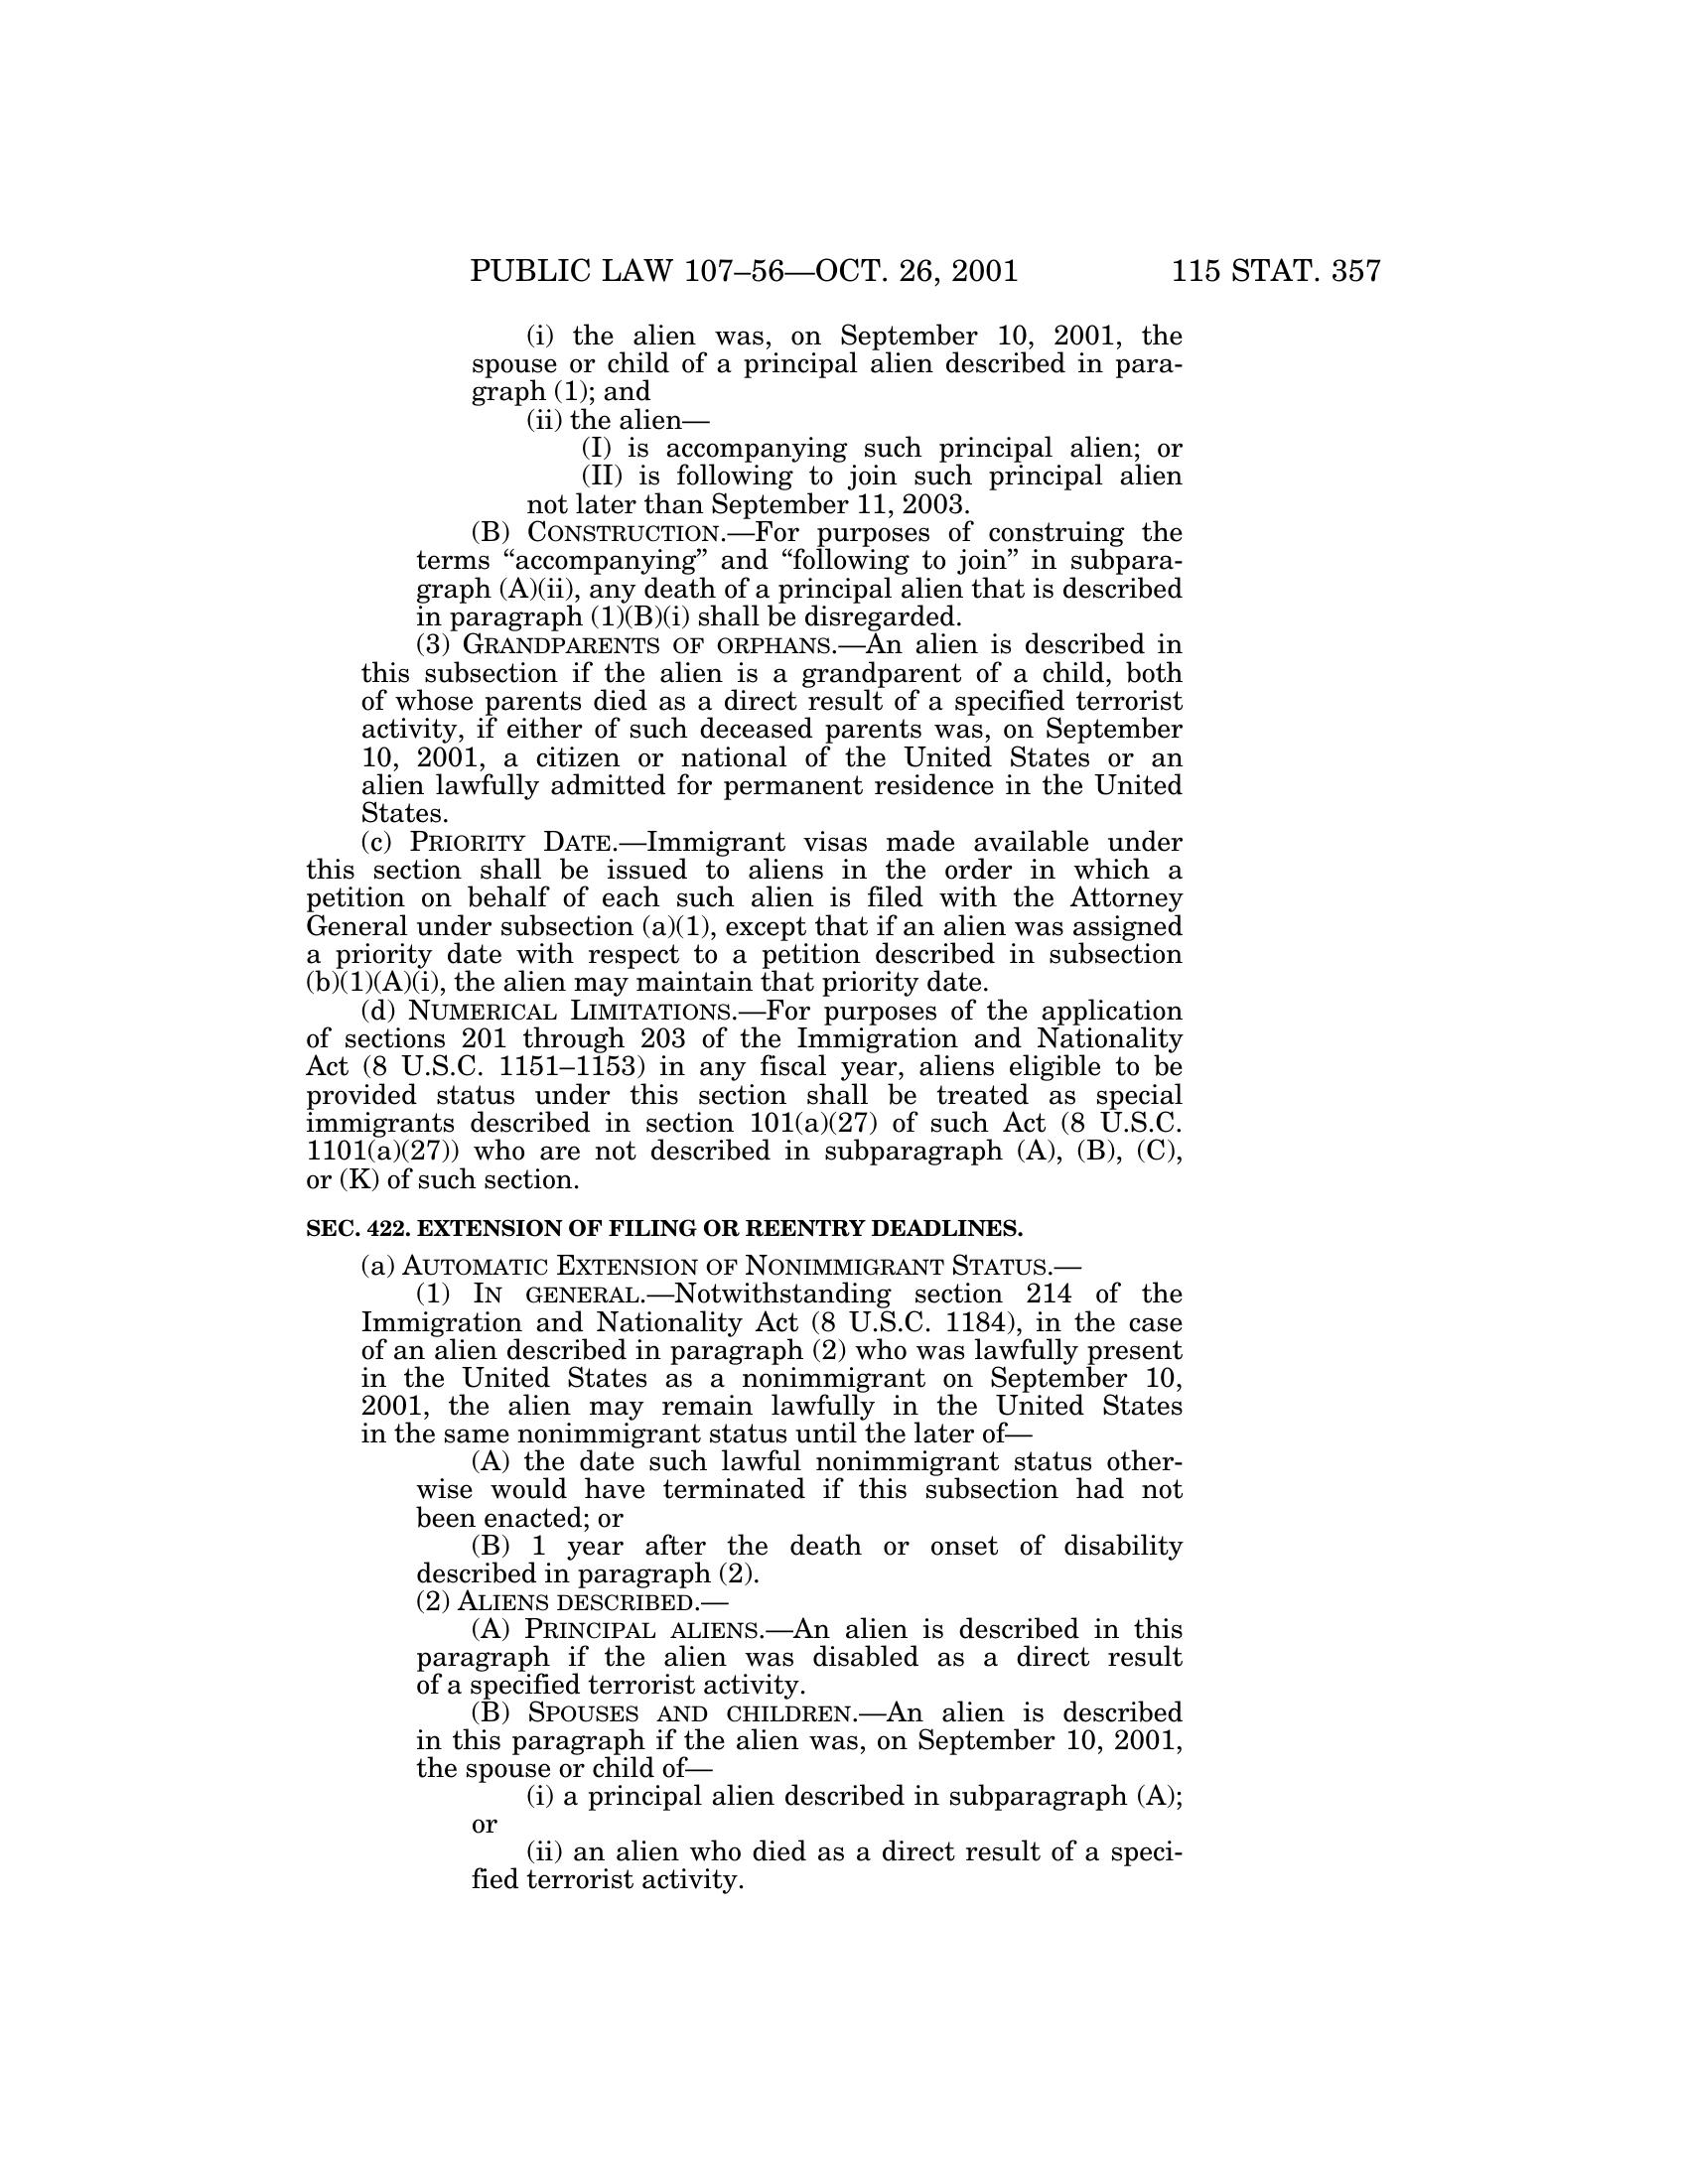 PUBLIC LAW 107–56—OCT. 26, 2001 115 STAT. 357
(i) the alien was, on September 10, 2001, the
spouse or child of a principal alien described in para-
graph (1); and
(ii) the alien—
(I) is accompanying such principal alien; or
(II) is following to join such principal alien
not later than September 11, 2003.
(B) CONSTRUCTION.—For purposes of construing the
terms “accompanying” and “following to join” in subpara-
graph (A)(ii), any death of a principal alien that is described
in paragraph (1)(B)(i) shall be disregarded.
(3) GRANDPARENTS OF ORPHANS.—An alien is described in
this subsection if the alien is a grandparent of a child, both
of whose parents died as a direct result of a specified terrorist
activity, if either of such deceased parents was, on September
10, 2001, a citizen or national of the United States or an
alien lawfully admitted for permanent residence in the United
States.
(c) PRIORITY DATE.—Immigrant visas made available under
this section shall be issued to aliens in the order in which a
petition on behalf of each such alien is filed with the Attorney
General under subsection (a)(1), except that if an alien was assigned
a priority date with respect to a petition described in subsection
(b)(1)(A)(i), the alien may maintain that priority date.
(d) NUMERICAL LIMITATIONS.—For purposes of the application
of sections 201 through 203 of the Immigration and Nationality
Act (8 U.S.C. 1151–1153) in any fiscal year, aliens eligible to be
provided status under this section shall be treated as special
immigrants described in section 101(a)(27) of such Act (8 U.S.C.
1101(a)(27)) who are not described in subparagraph (A), (B), (C),
or (K) of such section.
SEC. 422. EXTENSION OF FILING OR REENTRY DEADLINES.
(a) AUTOMATIC EXTENSION OF NONIMMIGRANT STATUS.—
(1) IN GENERAL.—Notwithstanding section 214 of the
Immigration and Nationality Act (8 U.S.C. 1184), in the case
of an alien described in paragraph (2) who was lawfully present
in the United States as a nonimmigrant on September 10,
2001, the alien may remain lawfully in the United States
in the same nonimmigrant status until the later of—
(A) the date such lawful nonimmigrant status other-
wise would have terminated if this subsection had not
been enacted; or
(B) 1 year after the death or onset of disability
described in paragraph (2).
(2) ALIENS DESCRIBED.—
(A) PRINCIPAL ALIENS.—An alien is described in this
paragraph if the alien was disabled as a direct result
of a specified terrorist activity.
(B) SPOUSES AND CHILDREN.—An alien is described
in this paragraph if the alien was, on September 10, 2001,
the spouse or child of—
(i) a principal alien described in subparagraph (A);
or
(ii) an alien who died as a direct result of a speci-
fied terrorist activity.